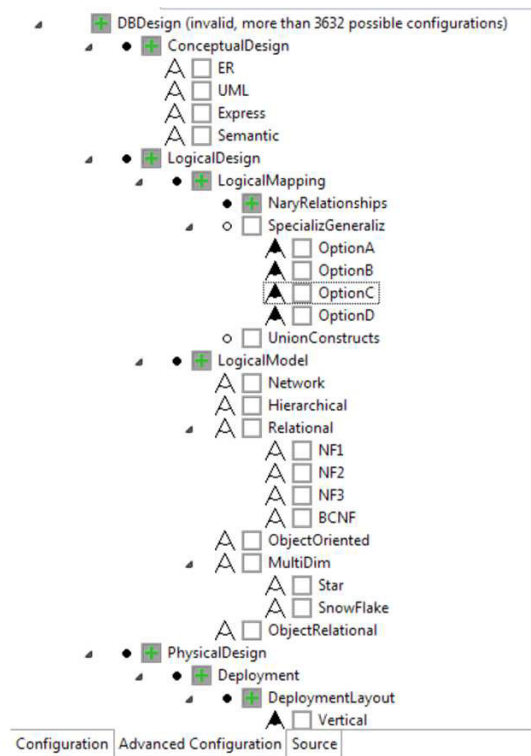 DBDesign (invalid, more than 3632 possible configurations)
ConceptualDesign
ER
UML
Express
Semantic
LogicalDesign
LogicalMapping
NaryRelationships
SpecializGeneraliz
OptionA
OptionB
OptionC
OptionD
UnionConstructs
LogicalModel
Network
Hierarchical
Relational
NF1
NF2
NF3
BCNF
ObjectOriented
MultiDim
Star
SnowFlake
ObjectRelational
PhysicalDesign
Deployment
DeploymentLayout
Vertical
Configuration Advanced Configuration Source